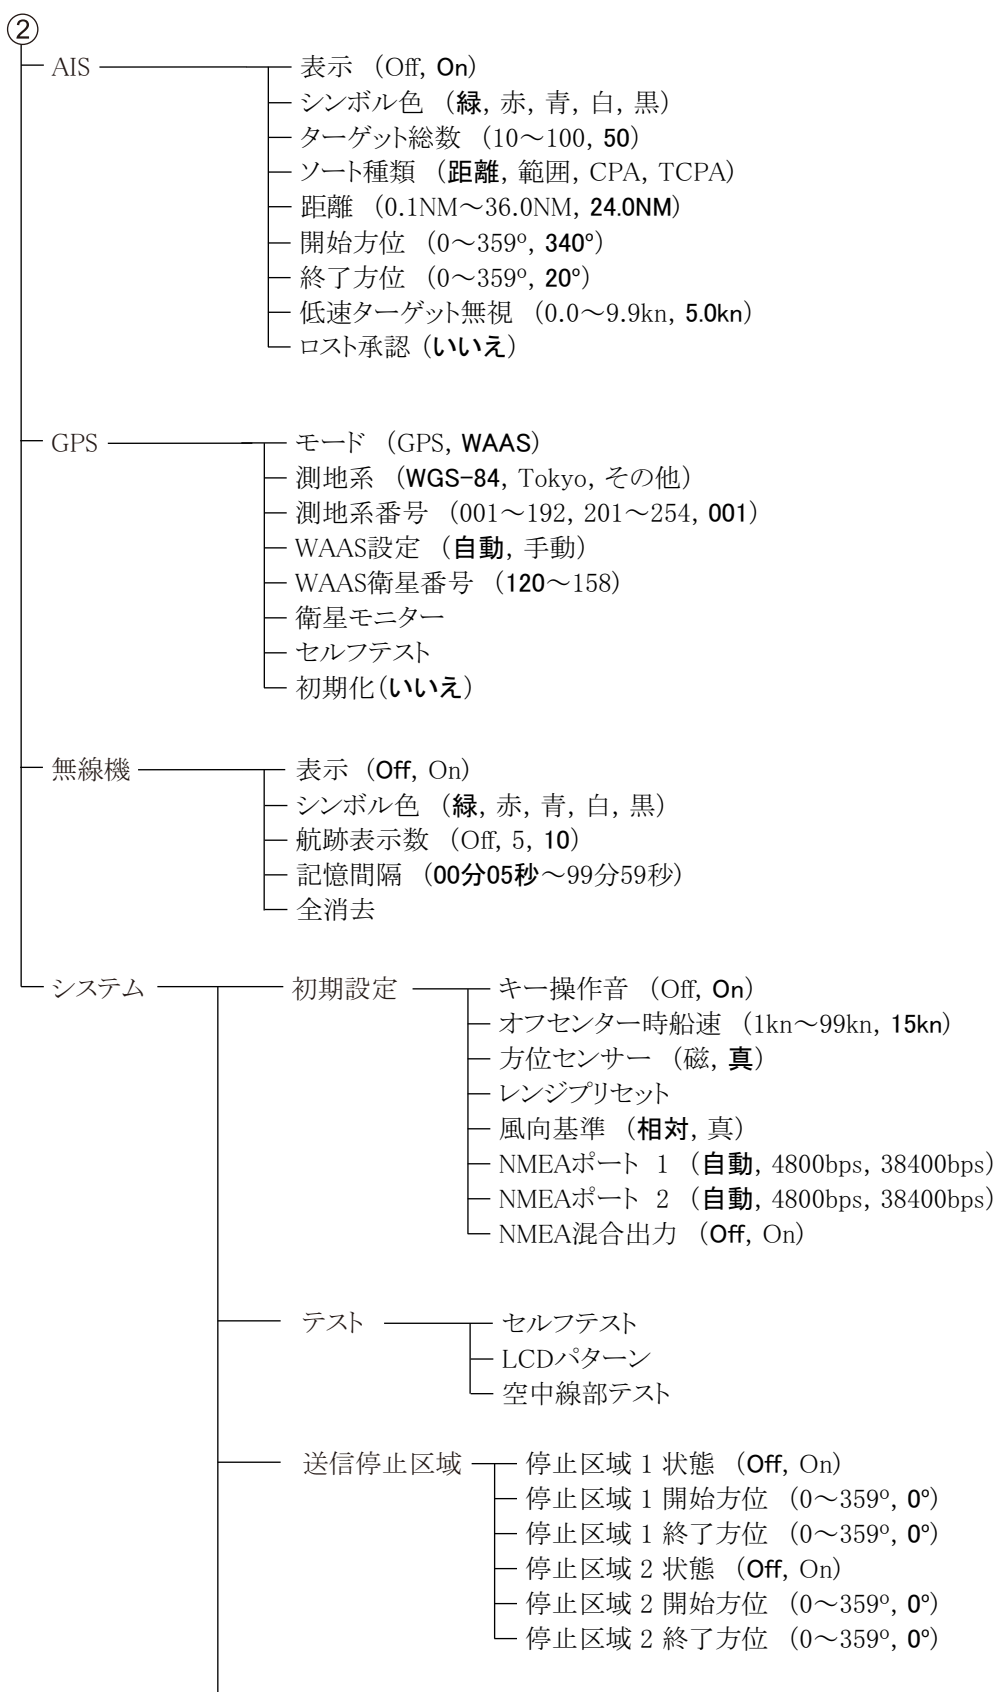 ②
AIS 表示 （Off, On）
シンボル色 （緑, 赤, 青, 白, 黒）
ターゲット総数 （10～100, 50）
ソート種類 （距離, 範囲, CPA, TCPA）
距離 （0.1NM～36.0NM, 24.0NM）
開始方位 （0～359°, 340°）
終了方位 （0～359°, 20°）
低速ターゲット無視 （0.0～9.9kn, 5.0kn）
ロスト承認（いいえ）
GPS モード （GPS, WAAS）
測地系 （WGS-84, Tokyo, その他）
測地系番号 （001～192, 201～254, 001）
WAAS設定 （自動, 手動）
WAAS衛星番号 （120～158）
衛星モニター
セルフテスト
初期化（いいえ）
無線機 表示 （Off, On）
シンボル色 （緑, 赤, 青, 白, 黒）
航跡表示数 （Off, 5, 10）
記憶間隔 （00分05秒～99分59秒）
全消去
システム 初期設定 キー操作音 （Off, On）
オフセンター時船速 （1kn～99kn, 15kn）
方位センサー （磁, 真）
レンジプリセット
風向基準 （相対, 真）
NMEAポート 1 （自動, 4800bps, 38400bps）
NMEAポート 2 （自動, 4800bps, 38400bps）
NMEA混合出力 （Off, On）
テスト セルフテスト
LCDパターン
空中線部テスト
送信停止区域 停止区域 1 状態 （Off, On）
停止区域 1 開始方位 （0～359°, 0°）
停止区域 1 終了方位 （0～359°, 0°）
停止区域 2 状態 （Off, On）
停止区域 2 開始方位 （0～359°, 0°）
停止区域 2 終了方位 （0～359°, 0°）